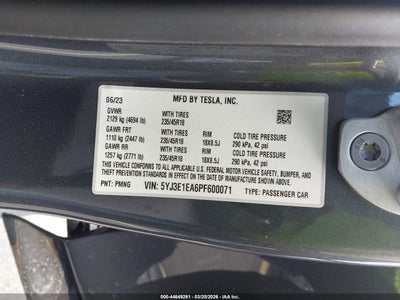 06/23 MFD BY TESLA, INC.
GVWR WITH TIRES
2129 kg (4694 lb) 235/45R18
GAWR FRT WITH TIRES RIM COLD TIRE PRESSURE
1110 kg (2447 lb) 235/45R18 18X8.5J 290 kPa, 42 psi
GAWR RR WITH TIRES RIM COLD TIRE PRESSURE
1257 kg (2771 lb) 235/45R18 18X8.5J 290 kPa, 42 psi
THIS VEHICLE CONFORMS TO ALL APPLICABLE U.S. FEDERAL MOTOR VEHICLE SAFETY, BUMPER, AND
THEFT PREVENTION STANDARDS IN EFFECT ON THE DATE OF MANUFACTURE SHOWN ABOVE.
PNT: PMNG VIN: 5YJ3E1EA6PF600071 TYPE: PASSENGER CAR
000-44649261 - 03/20/2026 - IAAI